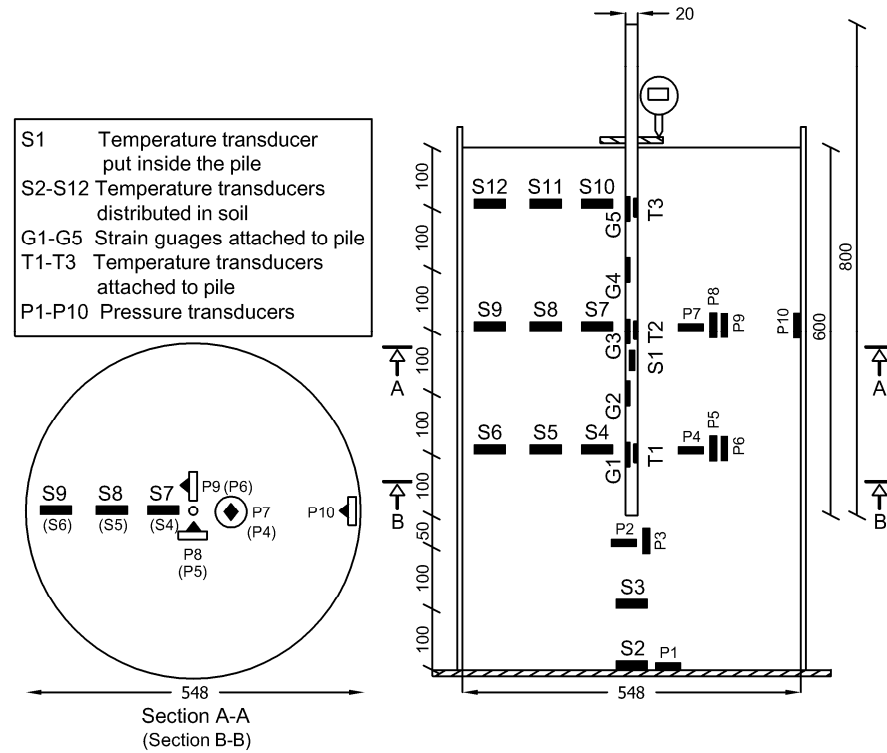 20
S1 Temperature transducer
put inside the pile
S2-S12 Temperature transducers
distributed in soil
G1-G5 Strain guages attached to pile
T1-T3 Temperature transducers
attached to pile
P1-P10 Pressure transducers
100
100
100
100
100
100
50
100
100
S12 S11 S10 G5 T3
G4
S9 S8 S7 G3 T2 P7 P8 P9 P10
S1
G2
S6 S5 S4 G1 T1 P4 P5 P6
P2 P3
S3
S2 P1
548
600
800
A A
B B
S9 S8 S7 P9 (P6)
(S6) (S5) (S4) P7 P10
(P4)
P8
(P5)
548
Section A-A
(Section B-B)